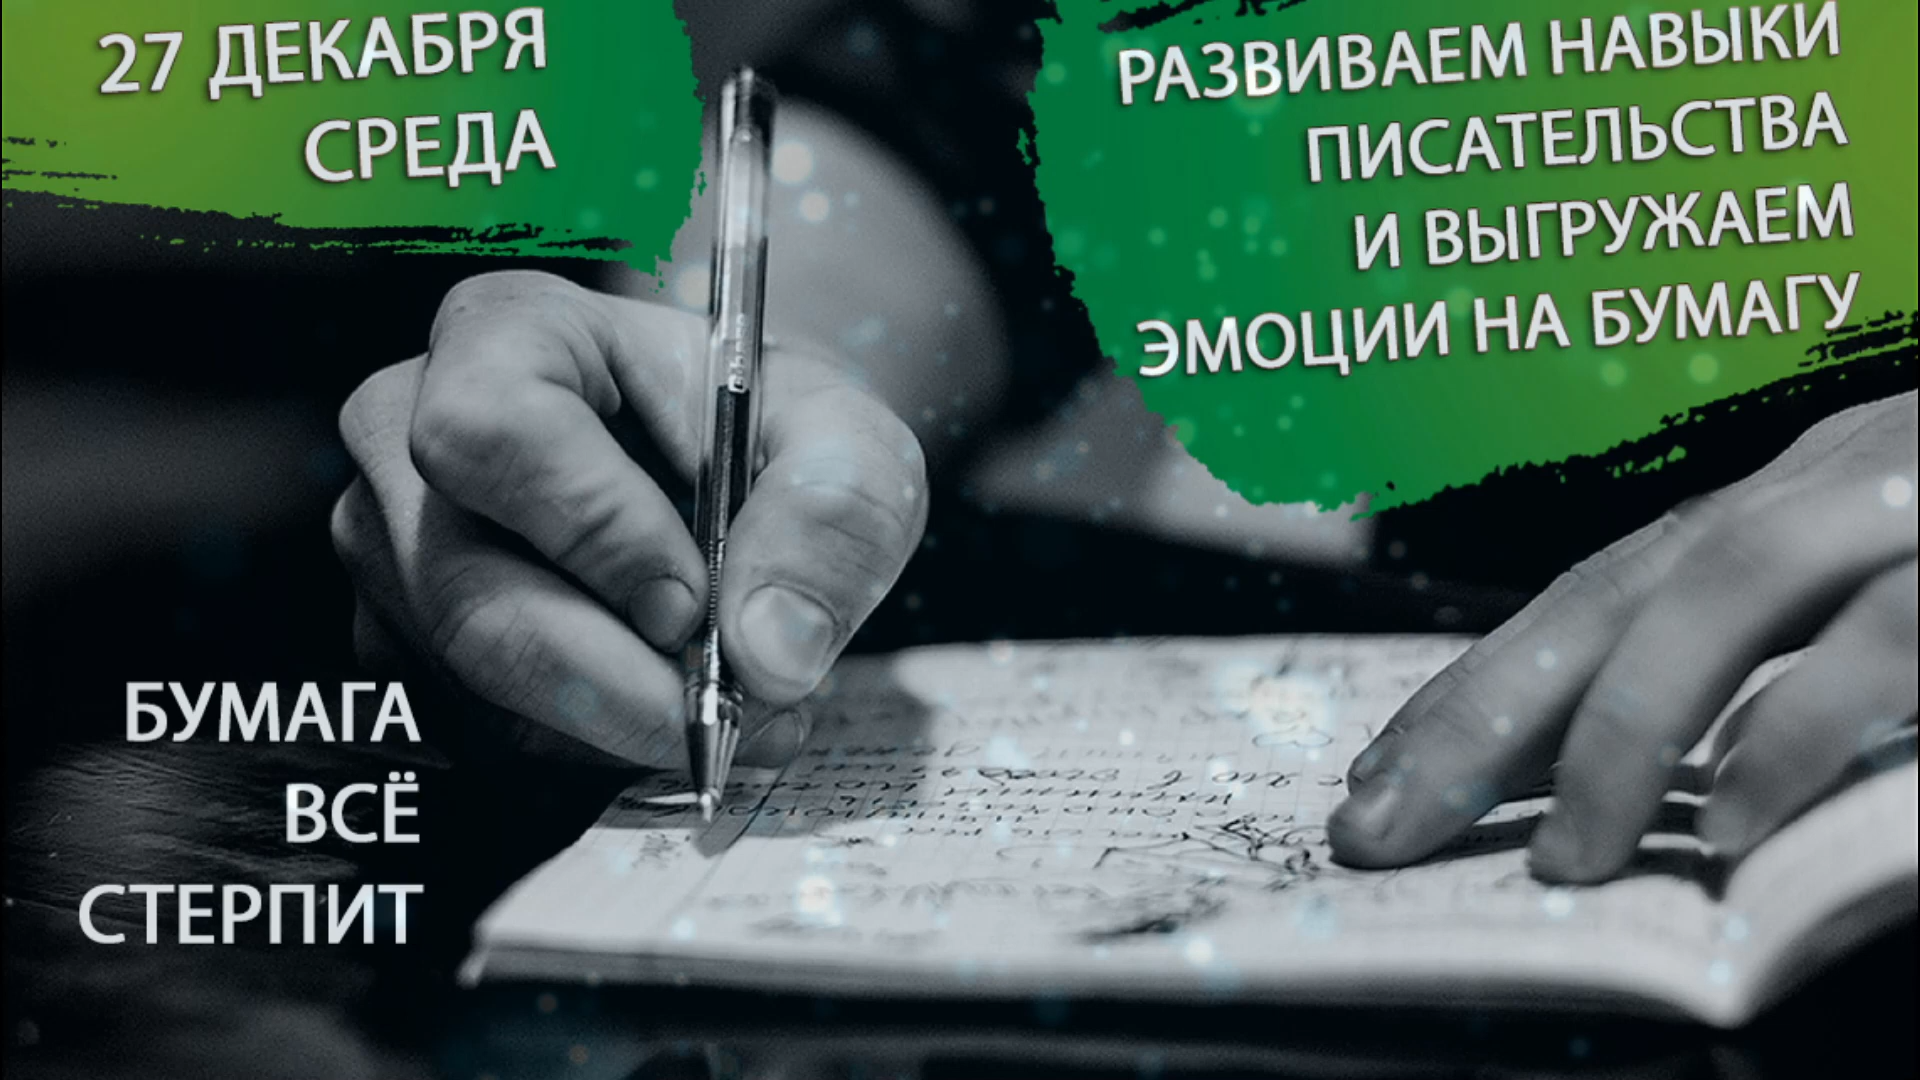 27 ДЕКАБРЯ
СРЕДА
РАЗВИВАЕМ НАВЫКИ
ПИСАТЕЛЬСТВА
И ВЫГРУЖАЕМ
ЭМОЦИИ НА БУМАГУ
БУМАГА
ВСЁ
СТЕРПИТ